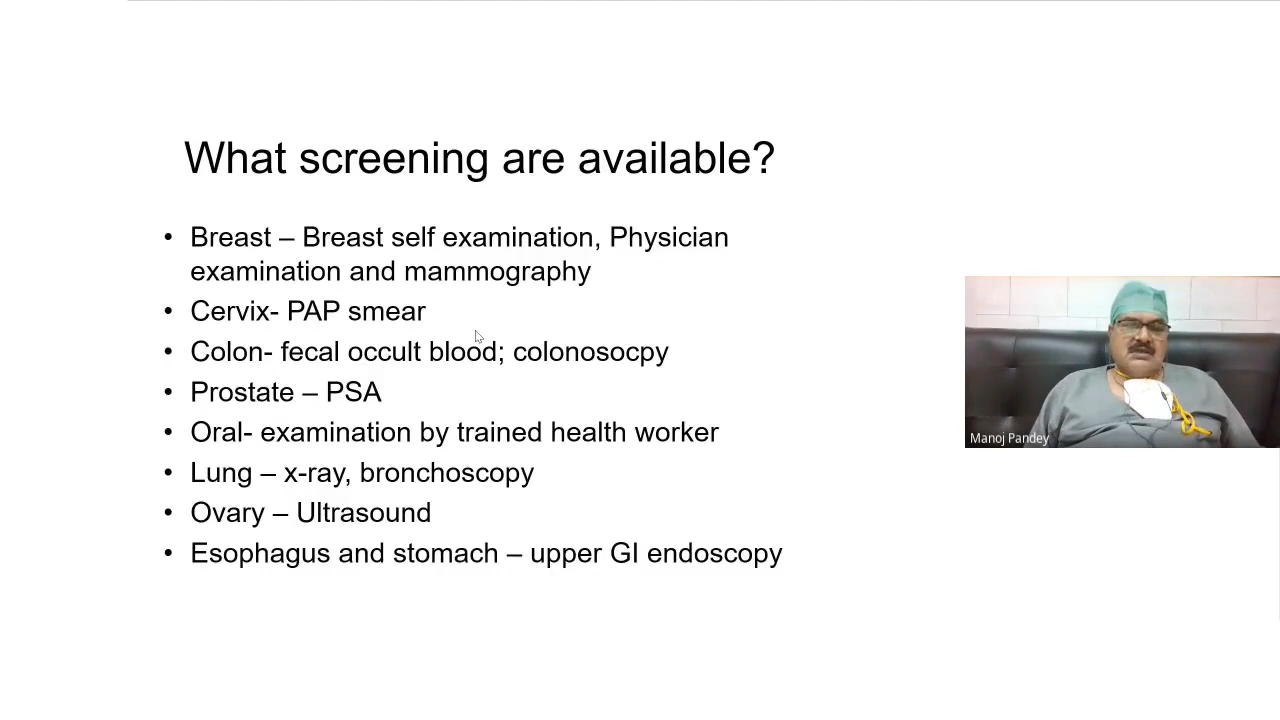 What screening are available?
• Breast – Breast self examination, Physician
examination and mammography
• Cervix- PAP smear
• Colon- fecal occult blood; colonosocpy
• Prostate – PSA
• Oral- examination by trained health worker
• Lung – x-ray, bronchoscopy
• Ovary – Ultrasound
• Esophagus and stomach – upper GI endoscopy
Manoj Pandey